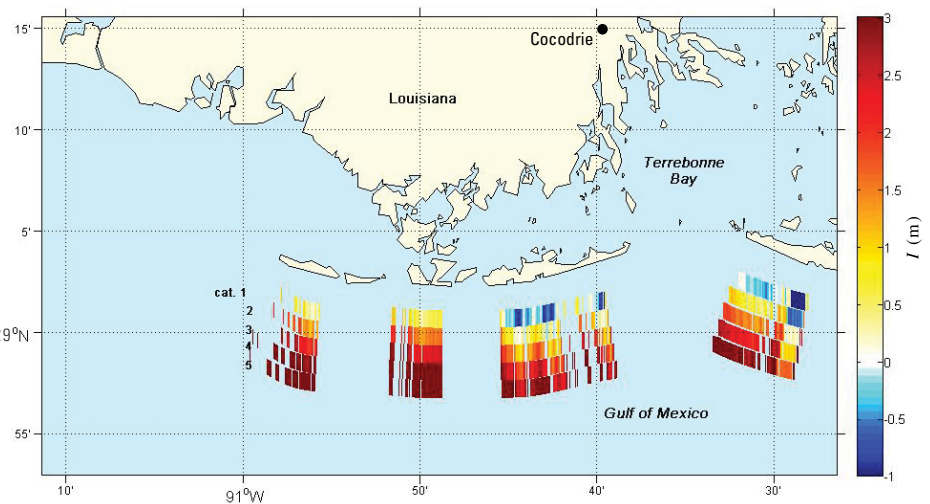 15'
Cocodrie
Louisiana
10'
Terrebonne
Bay
5'
cat. 1
2
3
4
5
29°N
Gulf of Mexico
55'
10'
91°W
50'
40'
30'
3
2.5
2
1.5
1
0.5
0
-0.5
-1
I (m)